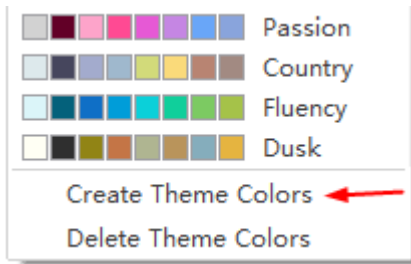 Passion
Country
Fluency
Dusk
Create Theme Colors
Delete Theme Colors